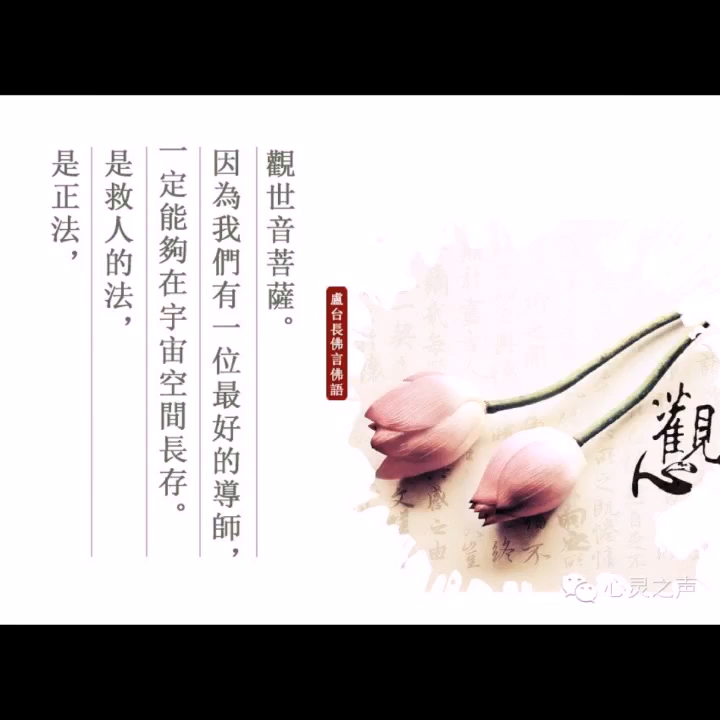 是正法，
是救人的法，
一定能夠在宇宙空間長存。
因為我們有一位最好的導師，
觀世音菩薩。
盧台長佛言佛語
觀心
心灵之声